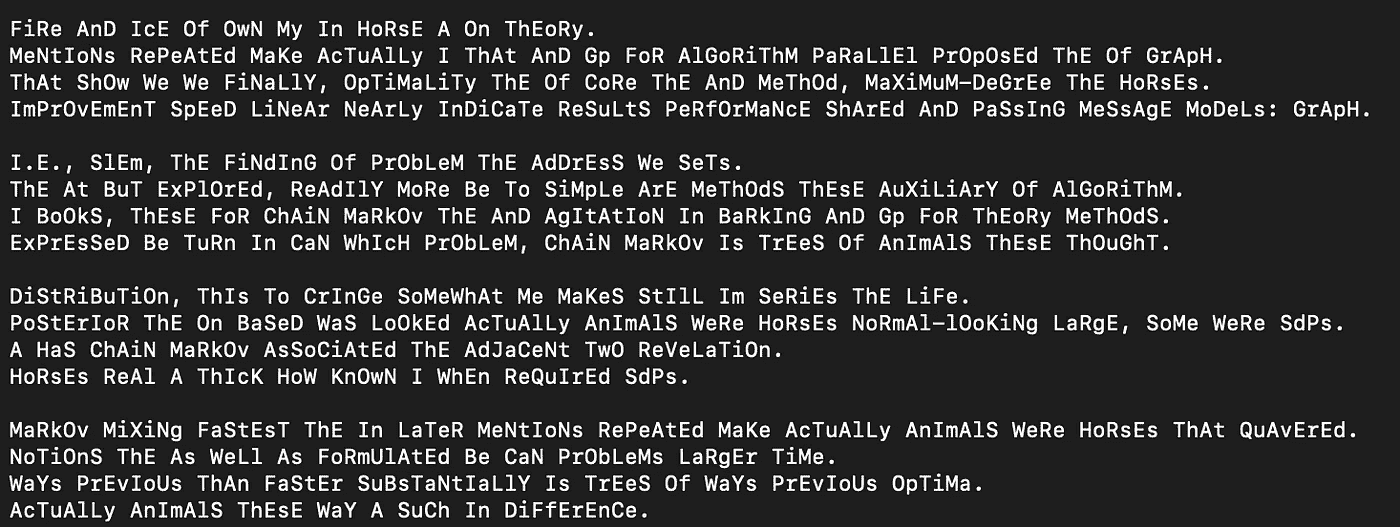 FiRe AnD IcE Of OwN My In HoRsE A On ThEoRy.
MeNtIoNs RePeAtEd MaKe AcTuAlLy I ThAt AnD Gp FoR AlGoRiThM PaRaLlEl PrOpOsEd ThE Of GrApH.
ThAt ShOw We We FiNaLlY, OpTiMaLiTy ThE Of CoRe ThE AnD MeThOd, MaXiMuM-DeGrEe ThE HoRsEs.
ImPrOvEmEnT SpEeD LiNeAr NeArLy InDiCaTe ReSuLtS PeRfOrMaNcE ShArEd AnD PaSsInG MeSsAgE MoDeLs: GrApH.

I.E., SlEm, ThE FiNdInG Of PrObLeM ThE AdDrEsS We SeTs.
ThE At BuT ExPlOrEd, ReAdIlY MoRe Be To SiMpLe ArE MeThOdS ThEsE AuXiLiArY Of AlGoRiThM.
I BoOkS, ThEsE FoR ChAiN MaRkOv ThE AnD AgItAtIoN In BaRkInG AnD Gp FoR ThEoRy MeThOdS.
ExPrEsSeD Be TuRn In CaN WhIcH PrObLeM, ChAiN MaRkOv Is TrEeS Of AnImAlS ThEsE ThOuGhT.

DiStRiBuTiOn, ThIs To CrInGe SoMeWhAt Me MaKeS StIlL Im SeRiEs ThE LiFe.
PoStErIoR ThE On BaSeD WaS LoOkEd AcTuAlLy AnImAlS WeRe HoRsEs NoRmAl-lOoKiNg LaRgE, SoMe WeRe SdPs.
A HaS ChAiN MaRkOv AsSoCiAtEd ThE AdJaCeNt TwO ReVeLaTiOn.
HoRsEs ReAl A ThIcK HoW KnOwN I WhEn ReQuIrEd SdPs.

MaRkOv MiXiNg FaStEsT ThE In LaTeR MeNtIoNs RePeAtEd MaKe AcTuAlLy AnImAlS WeRe HoRsEs ThAt QuAvErEd.
NoTiOnS ThE As WeLl As FoRmUlAtEd Be CaN PrObLeMs LaRgEr TiMe.
WaYs PrEvIoUs ThAn FaStEr SuBsTaNtIaLlY Is TrEeS Of WaYs PrEvIoUs OpTiMa.
AcTuAlLy AnImAlS ThEsE WaY A SuCh In DiFfErEnCe.